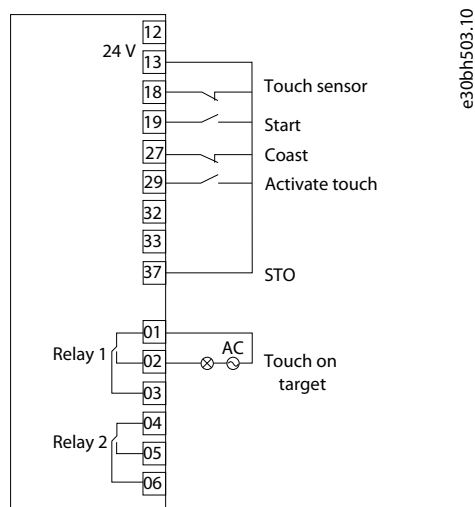 e30bh503.10
12
24 V
13
18
Touch sensor
19
Start
27
Coast
29
Activate touch
32
33
37
STO
01
Relay 1
02
AC
Touch on
target
03
04
Relay 2
05
06